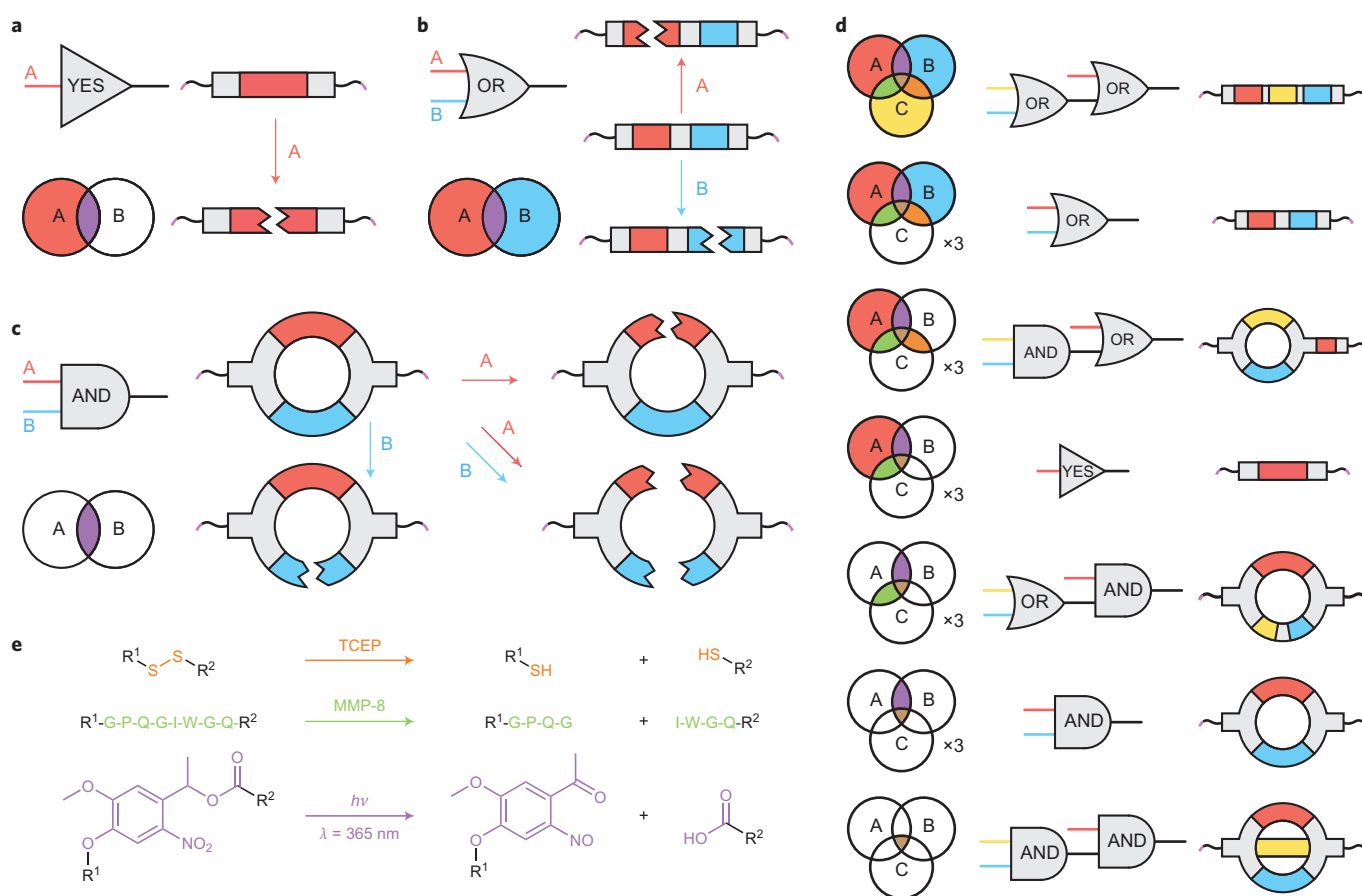 a
A
YES
A
A B
b
A
B
OR
A
B
A B
c
A
B
AND
A
B
A
B
A B
d
A B
C
OR
OR
A B
C
×3
OR
A B
C
×3
AND
OR
A B
C
×3
YES
A B
C
×3
OR
AND
A B
C
×3
AND
A B
C
AND
AND
e
R1
S
S
R2
TCEP
R1
SH
+
HS
R2
R1-G-P-Q-G-I-W-G-Q-R2
MMP-8
R1-G-P-Q-G
+
I-W-G-Q-R2
O
O
O
R2
O
NO2
R1
hν
λ = 365 nm
O
O
O
NO
R1
+
O
HO
R2